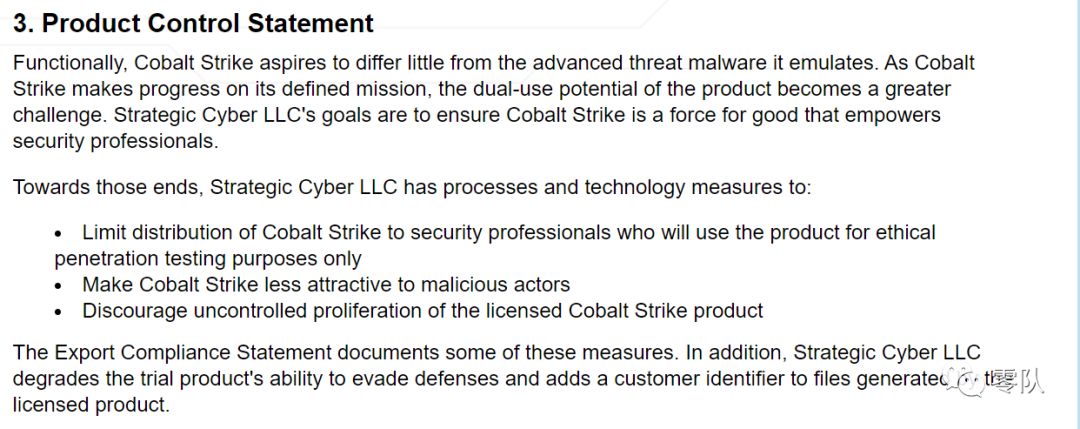 3. Product Control Statement
Functionally, Cobalt Strike aspires to differ little from the advanced threat malware it emulates. As Cobalt
Strike makes progress on its defined mission, the dual-use potential of the product becomes a greater
challenge. Strategic Cyber LLC's goals are to ensure Cobalt Strike is a force for good that empowers
security professionals.
Towards those ends, Strategic Cyber LLC has processes and technology measures to:
• Limit distribution of Cobalt Strike to security professionals who will use the product for ethical
penetration testing purposes only
• Make Cobalt Strike less attractive to malicious actors
• Discourage uncontrolled proliferation of the licensed Cobalt Strike product
The Export Compliance Statement documents some of these measures. In addition, Strategic Cyber LLC
degrades the trial product's ability to evade defenses and adds a customer identifier to files generated
零队
licensed product.